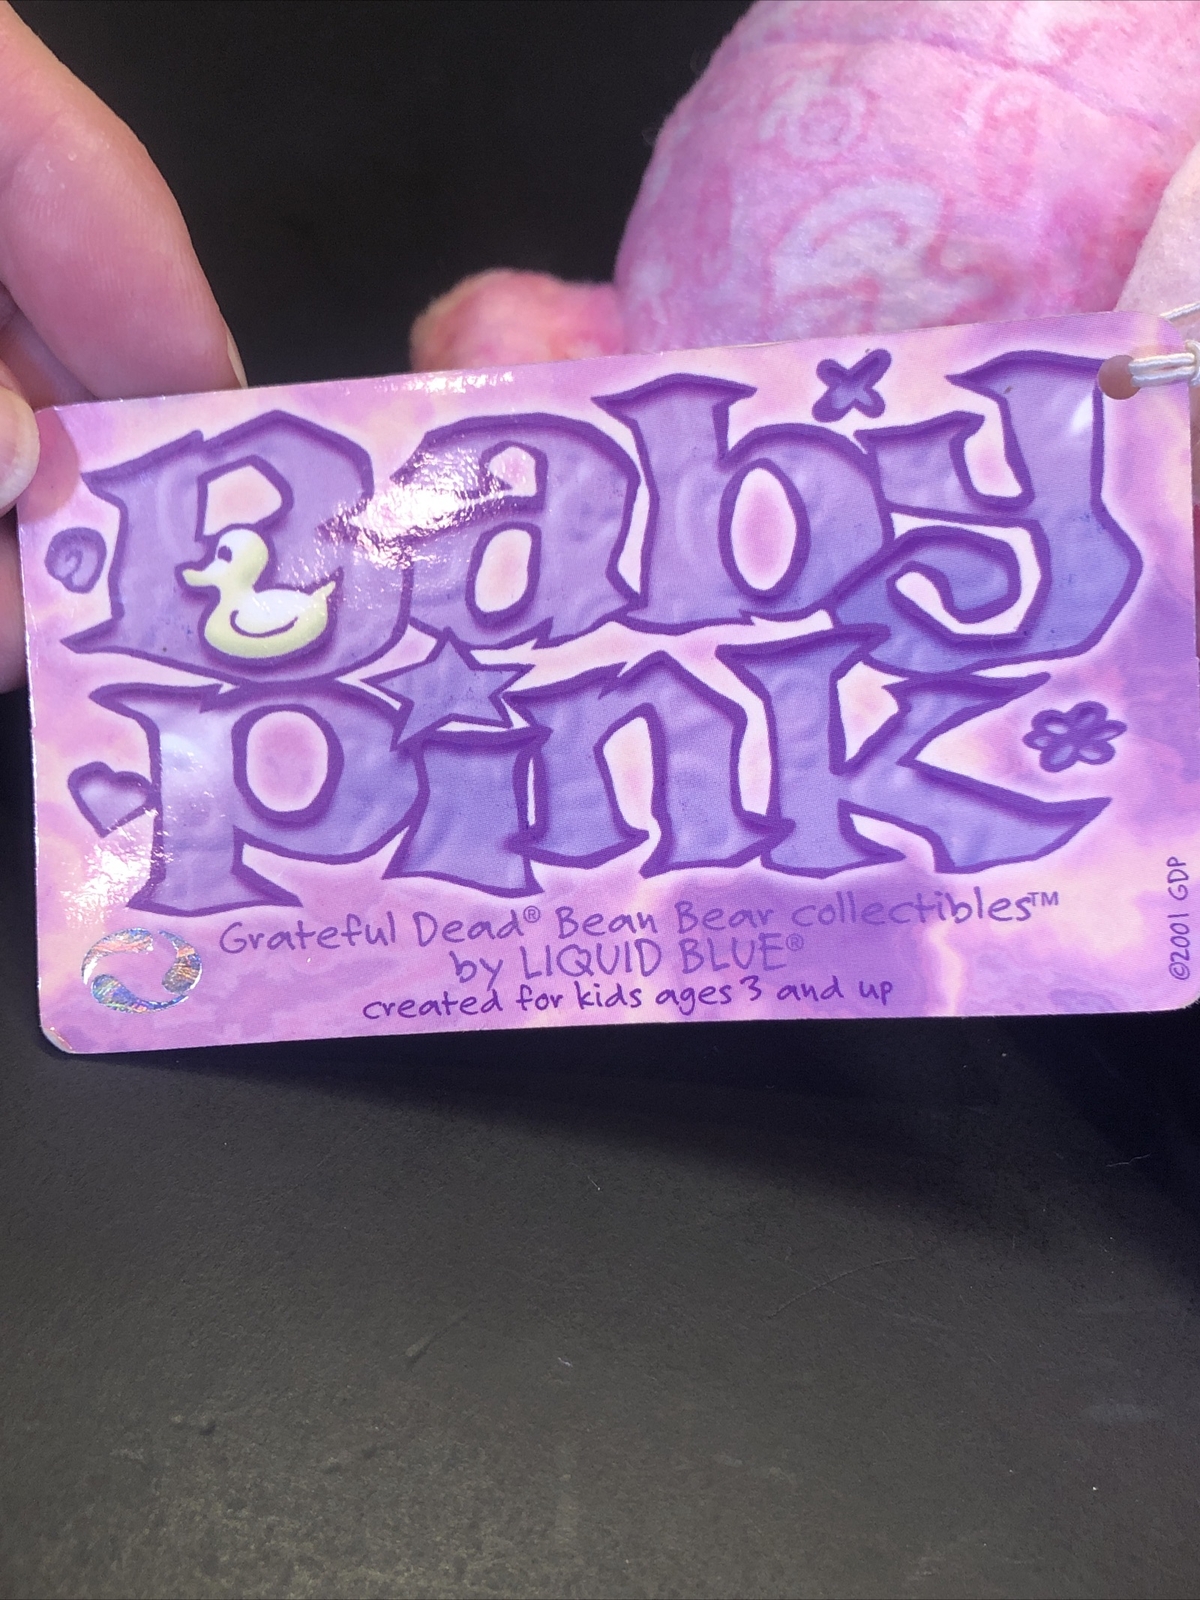 Baby
Pink
Grateful Dead® Bean Bear collectibles™
by LIQUID BLUE®
created for kids ages 3 and up
©2001 GDP